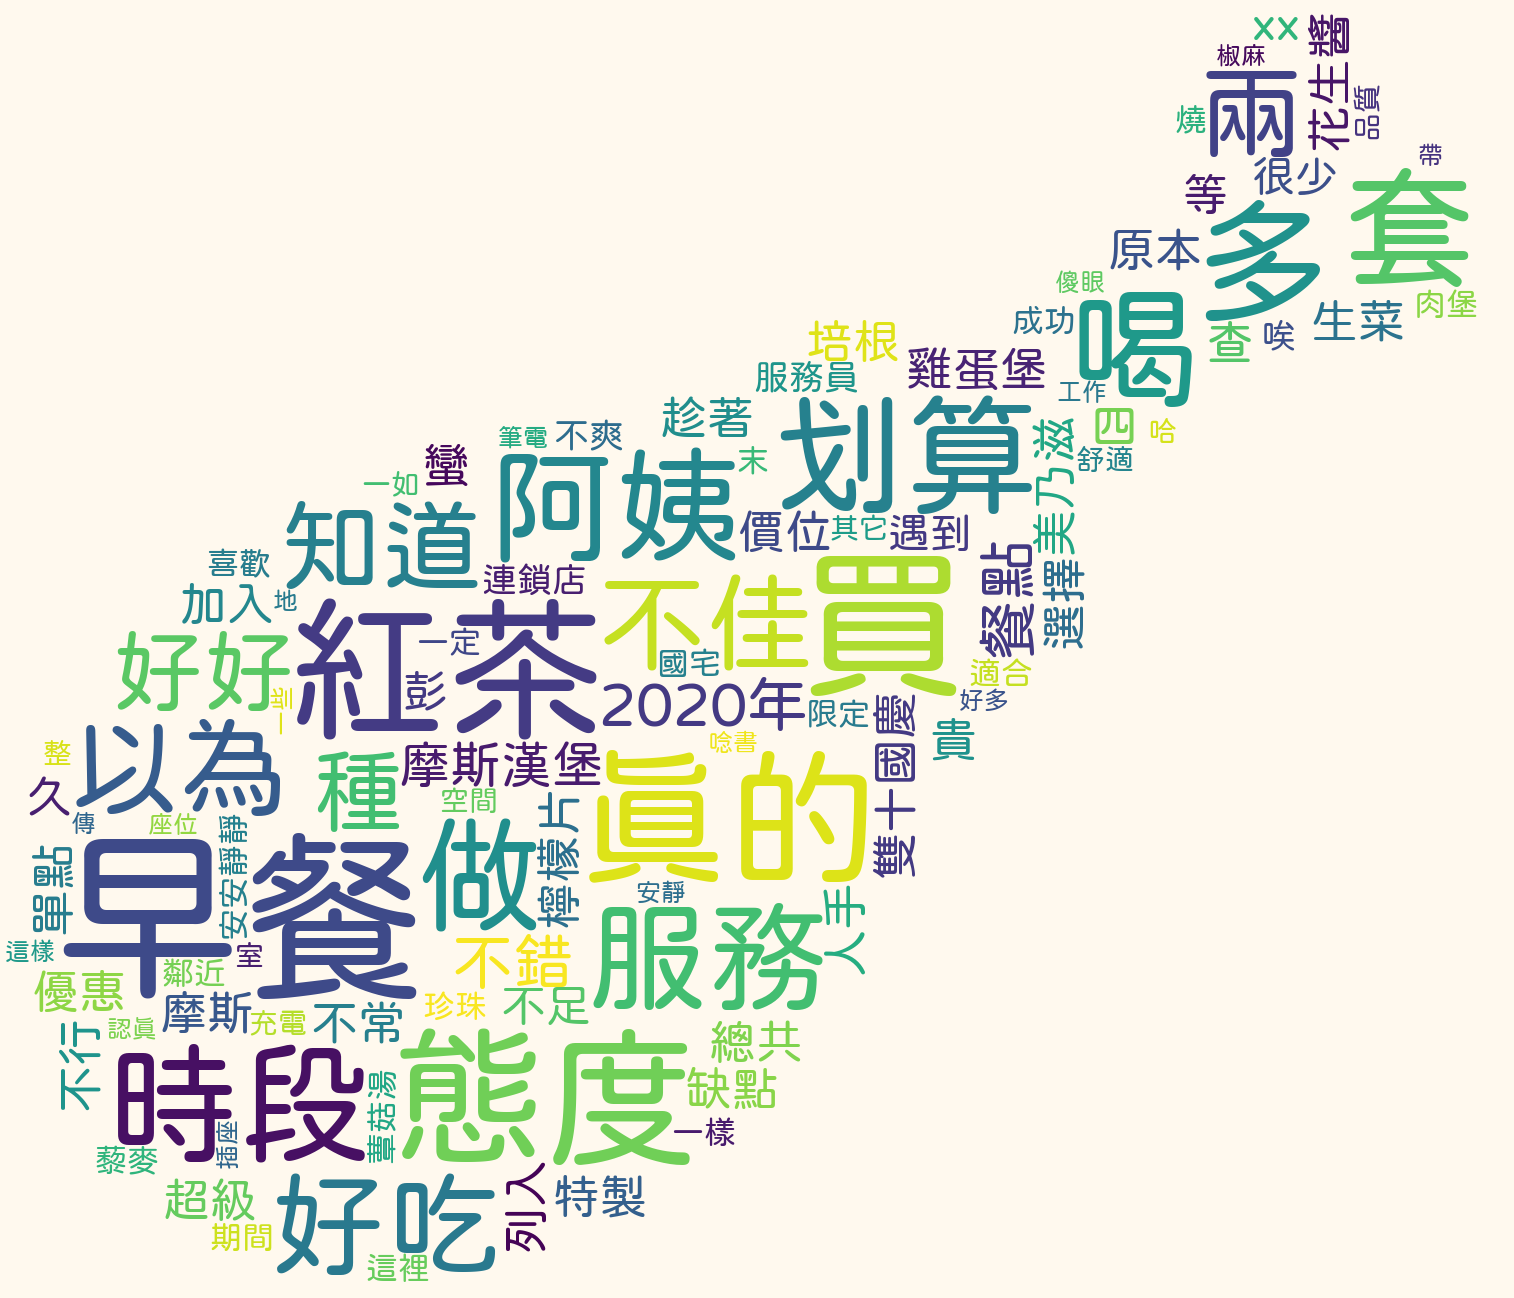 ××
花生醬
椒麻
兩
品質
燒
帶
很少
套
等
多
原本
傻眼
肉堡
喝
生菜
成功
查
唉
培根
雞蛋堡
服務員
工作
划算
趁著
四
哈
美乃滋
不爽
筆電
蠻
末
舒適
阿姨
一如
知道
價位
其它
遇到
餐點
喜歡
連鎖店
買
選擇
加入
地
不佳
紅茶
一定
好好
國宅
適合
彭
一哥
2020年
限定
好多
雙十國慶
貴
以為
整
摩斯漢堡
唸書
種
真的
久
空間
檸檬片
傳
座位
安安靜靜
做
早餐
單點
安靜
人手
服務
不錯
這樣
室
鄰近
優惠
珍珠
不足
摩斯
充電
不常
認真
不行
總共
態度
時段
缺點
蕈菇湯
插座
一樣
藜麥
列入
好吃
特製
超級
期間
這裡